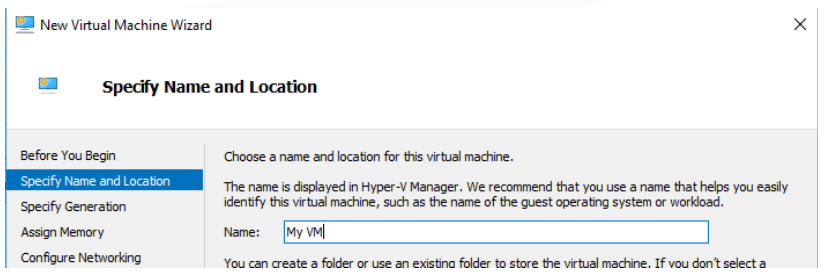 New Virtual Machine Wizard
Specify Name and Location
Before You Begin
Specify Name and Location
Specify Generation
Assign Memory
Configure Networking
Choose a name and location for this virtual machine.
The name is displayed in Hyper-V Manager. We recommend that you use a name that helps you easily
identify this virtual machine, such as the name of the guest operating system or workload.
Name: My VM
You can create a folder or use an existing folder to store the virtual machine. If you don't select a